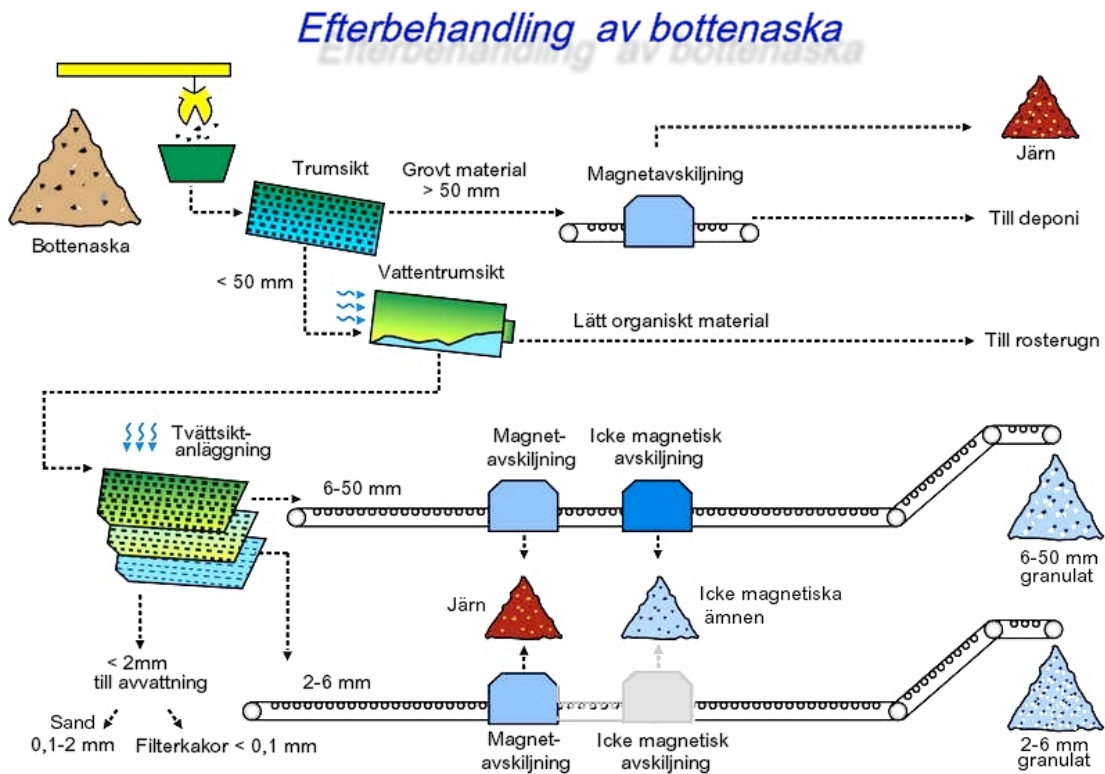 Efterbehandling av bottenaska
Bottenaska
Trumsikt
Grovt material
> 50 mm
Magnetavskiljning
Järn
Till deponi
< 50 mm
Vattentrumsikt
Lätt organiskt material
Till rosterugn
Tvättsikt-
anläggning
Magnet-
avskiljning
Icke magnetisk
avskiljning
6-50 mm
6-50 mm
granulat
Järn
Icke magnetiska
ämnen
< 2mm
till avvattning
Sand
0,1-2 mm
Filterkakor < 0,1 mm
2-6 mm
Magnet-
avskiljning
Icke magnetisk
avskiljning
2-6 mm
granulat